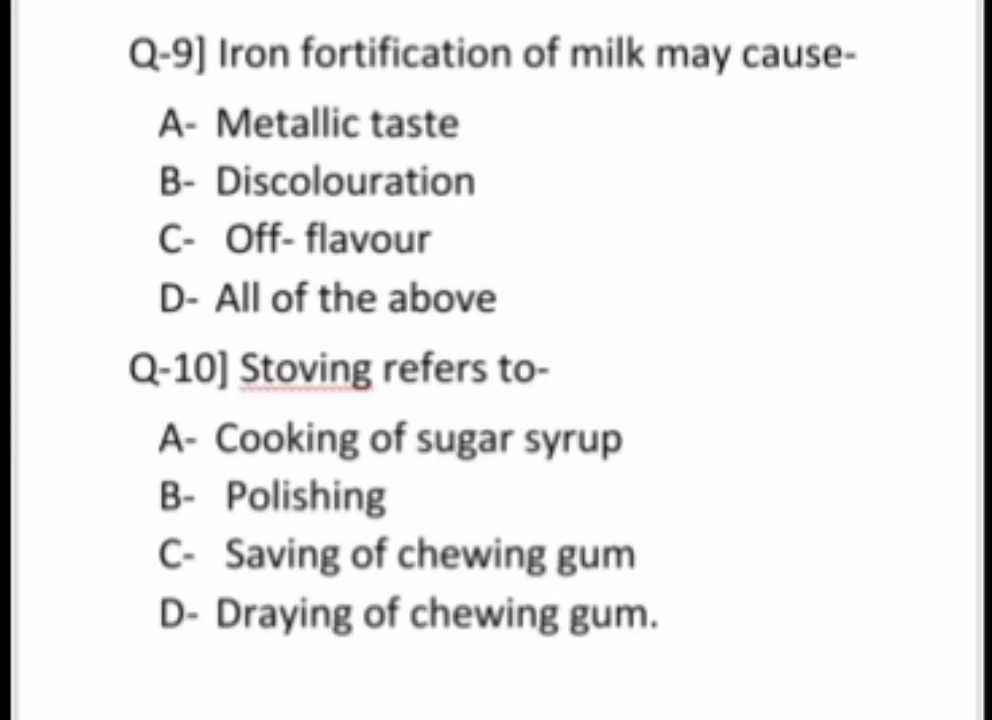 Q-9] Iron fortification of milk may cause-
A- Metallic taste
B- Discolouration
C- Off- flavour
D- All of the above
Q-10] Stoving refers to-
A- Cooking of sugar syrup
B- Polishing
C- Saving of chewing gum
D- Draying of chewing gum.